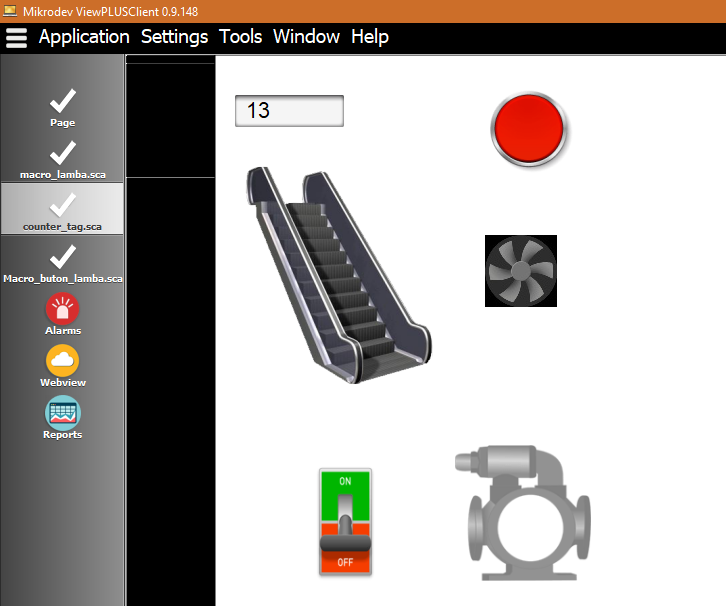 Mikrodev ViewPLUSClient 0.9.148
Application Settings Tools Window Help
Page
macro_lamba.sca
counter_tag.sca
Macro_buton_lamba.sca
Alarms
Webview
Reports
13
ON
OFF